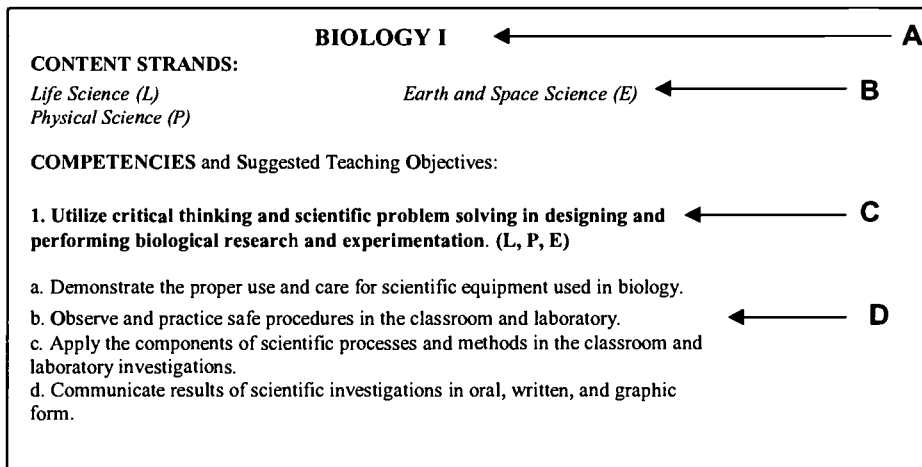 BIOLOGY I A
CONTENT STRANDS:
Life Science (L) Earth and Space Science (E) B
Physical Science (P)
COMPETENCIES and Suggested Teaching Objectives:
1. Utilize critical thinking and scientific problem solving in designing and C
performing biological research and experimentation. (L, P, E)
a. Demonstrate the proper use and care for scientific equipment used in biology.
b. Observe and practice safe procedures in the classroom and laboratory. D
c. Apply the components of scientific processes and methods in the classroom and
laboratory investigations.
d. Communicate results of scientific investigations in oral, written, and graphic
form.